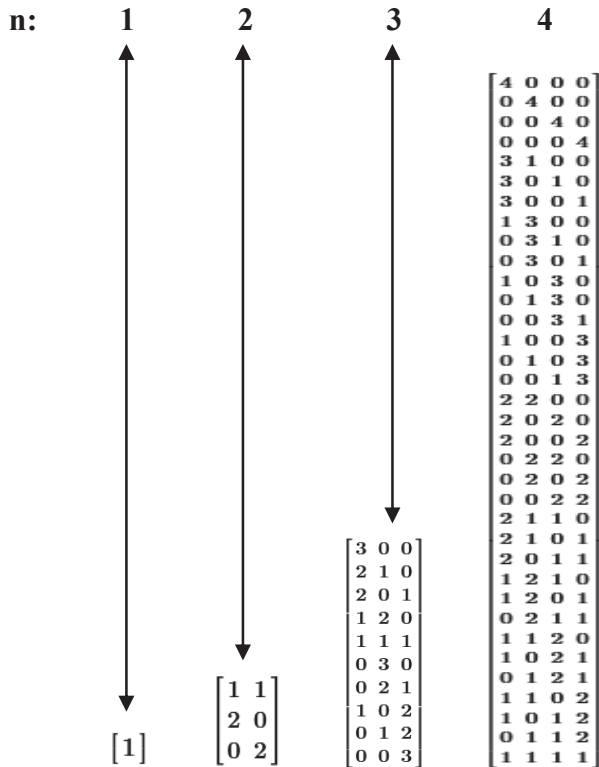 n: 1 2 3 4
4 0 0 0
0 4 0 0
0 0 4 0
0 0 0 4
3 1 0 0
3 0 1 0
3 0 0 1
1 3 0 0
0 3 1 0
0 3 0 1
1 0 3 0
0 1 3 0
0 0 3 1
1 0 0 3
0 1 0 3
0 0 1 3
2 2 0 0
2 0 2 0
2 0 0 2
0 2 2 0
0 2 0 2
0 0 2 2
2 1 1 0
2 1 0 1
2 0 1 1
1 2 1 0
1 2 0 1
0 2 1 1
1 1 2 0
1 0 2 1
0 1 2 1
1 1 0 2
1 0 1 2
0 1 1 2
1 1 1 1
3 0 0
2 1 0
2 0 1
1 2 0
1 1 1
0 3 0
0 2 1
1 0 2
0 1 2
0 0 3
1 1
2 0
0 2
[1]